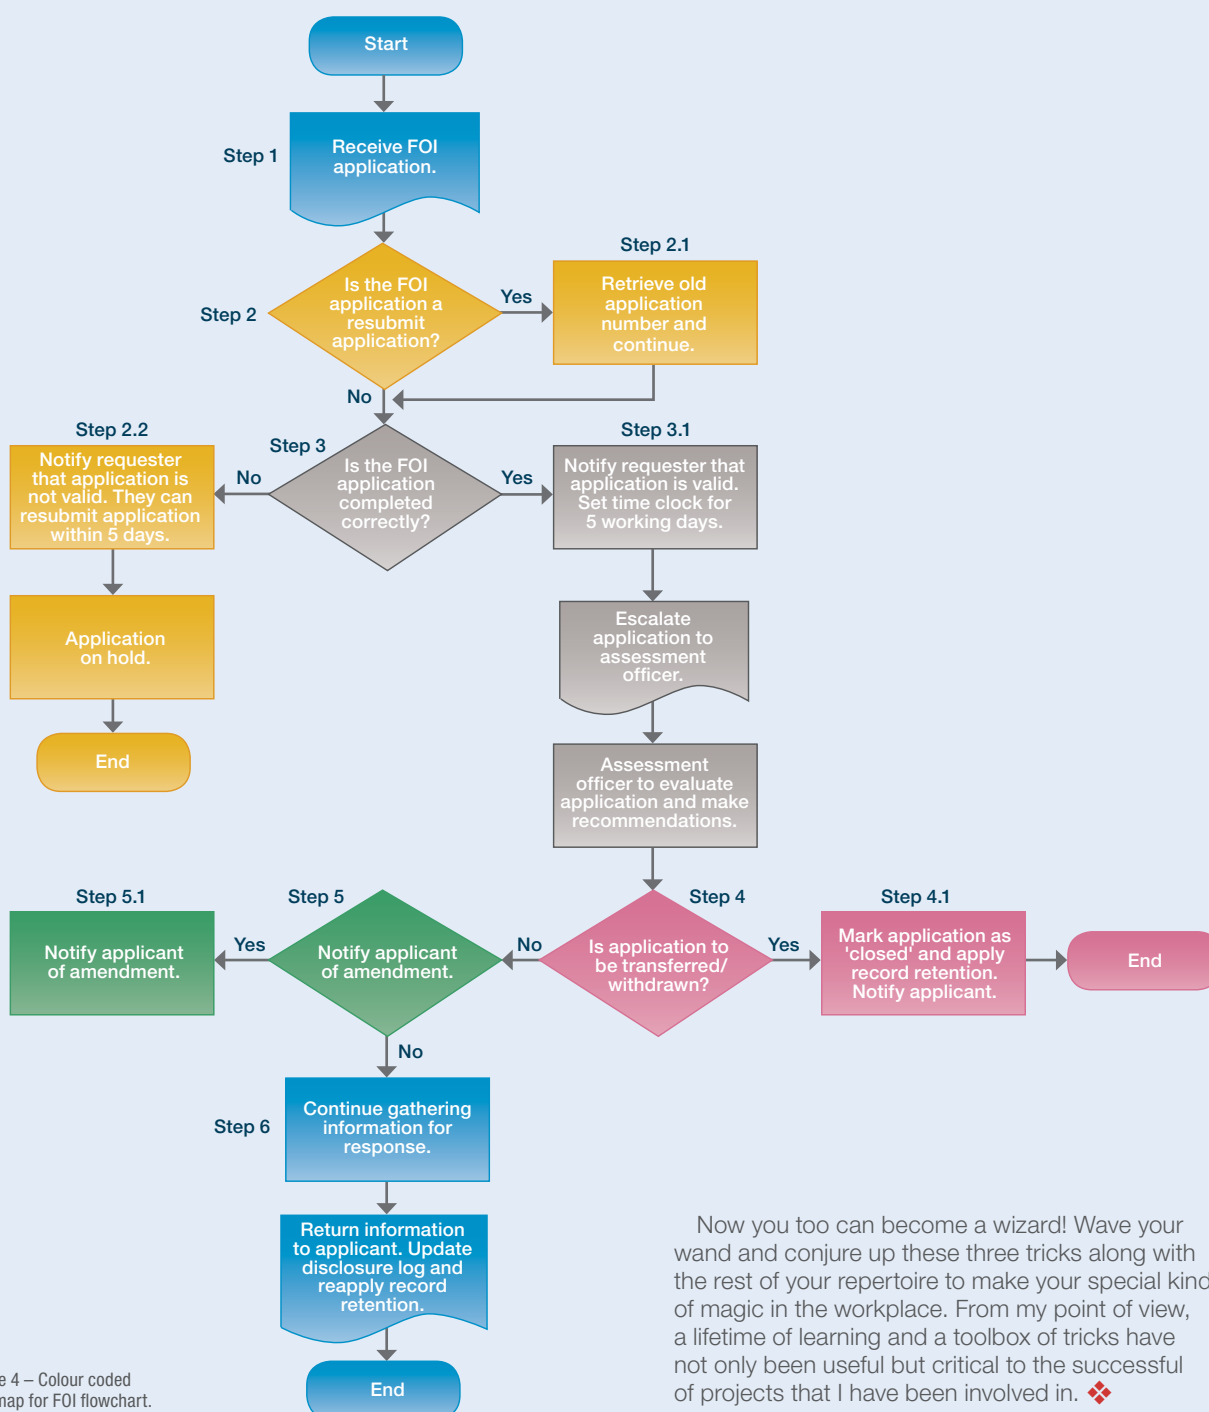 Start
Step 1
Receive FOI
application.
Step 2
Is the FOI
application a
resubmit
application?
Yes
Step 2.1
Retrieve old
application
number and
continue.
No
Step 2.2
Notify requester
that application is
not valid. They can
resubmit application
within 5 days.
No
Step 3
Is the FOI
application
completed
correctly?
Yes
Step 3.1
Notify requester that
application is valid.
Set time clock for
5 working days.
Application
on hold.
End
Escalate
application to
assessment
officer.
Assessment
officer to evaluate
application and make
recommendations.
Step 5.1
Notify applicant
of amendment.
Yes
Step 5
Notify applicant
of amendment.
No
Step 4
Is application to
be transferred/
withdrawn?
Yes
Step 4.1
Mark application as
'closed' and apply
record retention.
Notify applicant.
End
No
Step 6
Continue gathering
information for
response.
Return information
to applicant. Update
disclosure log and
reapply record
retention.
End
e 4 – Colour coded
map for FOI flowchart.
Now you too can become a wizard! Wave your
wand and conjure up these three tricks along with
the rest of your repertoire to make your special kind
of magic in the workplace. From my point of view,
a lifetime of learning and a toolbox of tricks have
not only been useful but critical to the successful
of projects that I have been involved in.